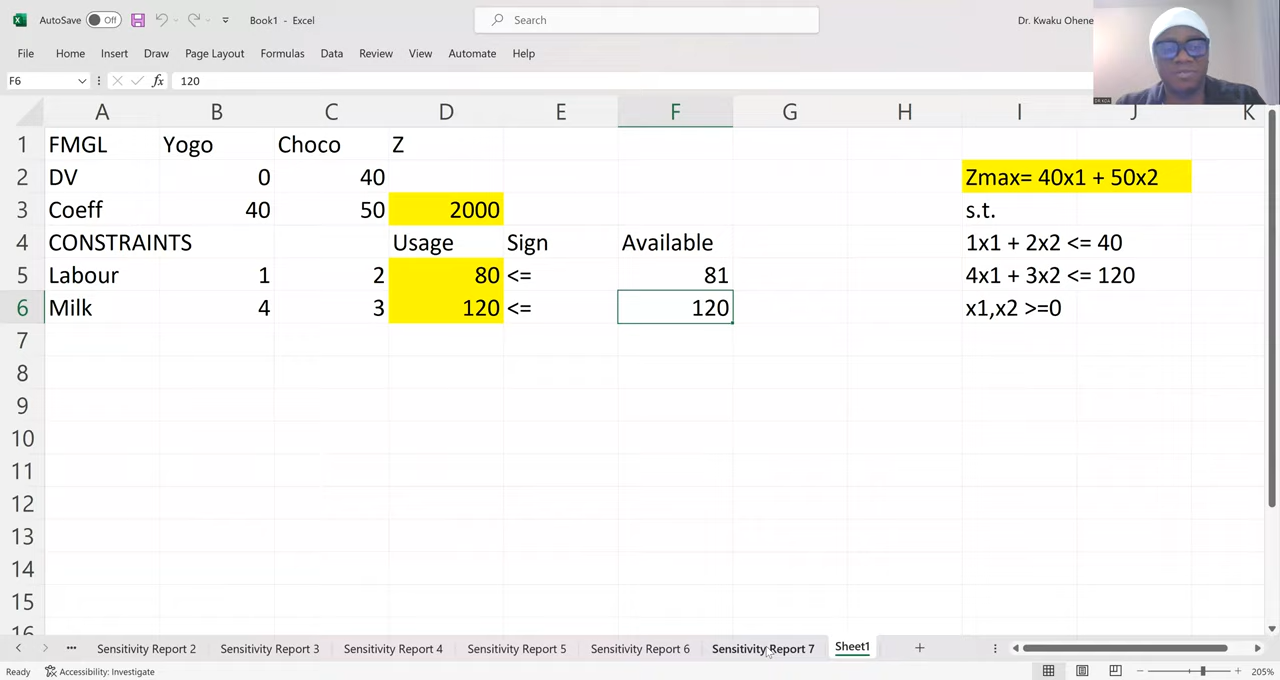 AutoSave Off Book1 - Excel Search Dr. Kwaku Ohene
File Home Insert Draw Page Layout Formulas Data Review View Automate Help
F6 fx 120
A B C D E F G H I J K
1 FMGL Yogo Choco Z
2 DV 0 40 Zmax= 40x1 + 50x2
3 Coeff 40 50 2000 s.t.
4 CONSTRAINTS Usage Sign Available 1x1 + 2x2 <= 40
5 Labour 1 2 80 <= 81 4x1 + 3x2 <= 120
6 Milk 4 3 120 <= 120 x1,x2 >=0
7
8
9
10
11
12
13
14
15
16
Sensitivity Report 2 Sensitivity Report 3 Sensitivity Report 4 Sensitivity Report 5 Sensitivity Report 6 Sensitivity Report 7 Sheet1
Ready Accessibility: Investigate 205%